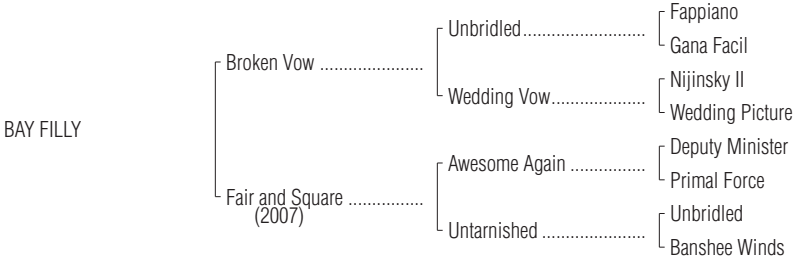 Fappiano
Unbridled..........................
Gana Facil
Broken Vow ......................
Nijinsky II
Wedding Vow....................
Wedding Picture
BAY FILLY
Deputy Minister
Awesome Again ................
Primal Force
Fair and Square ................
(2007)
Unbridled
Untarnished ......................
Banshee Winds